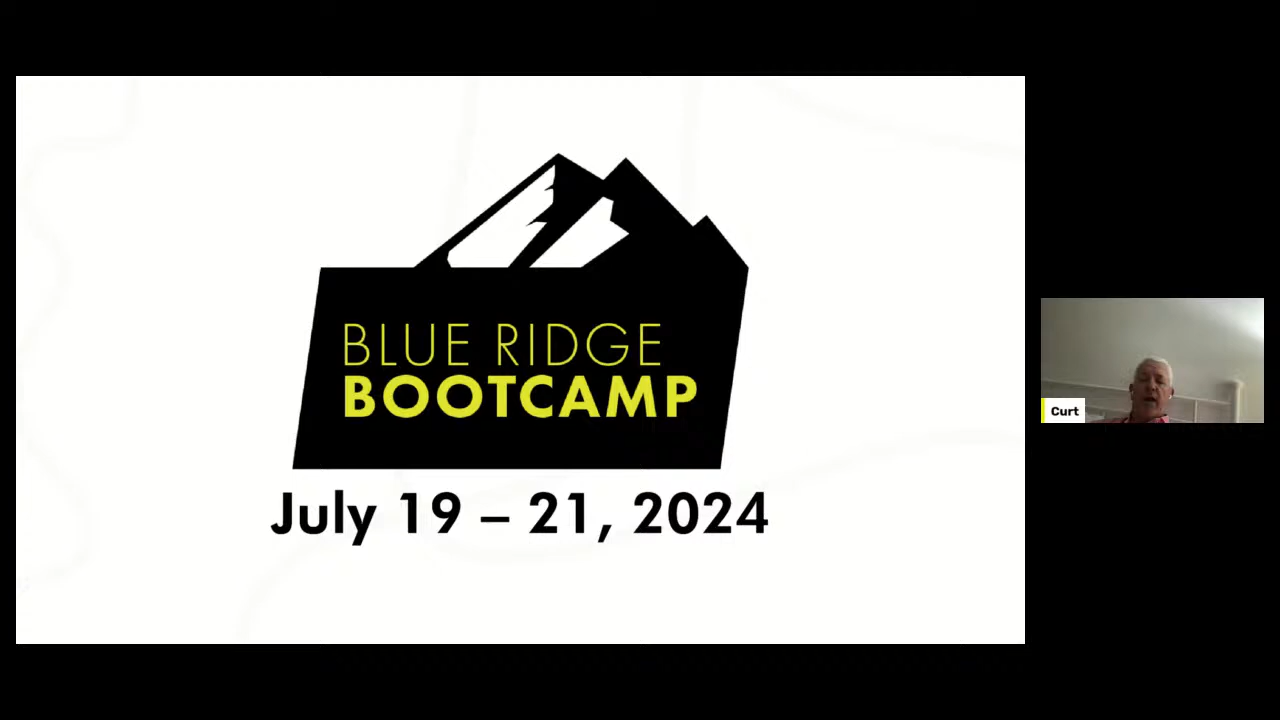 BLUE RIDGE
BOOTCAMP
July 19 – 21, 2024
Curt